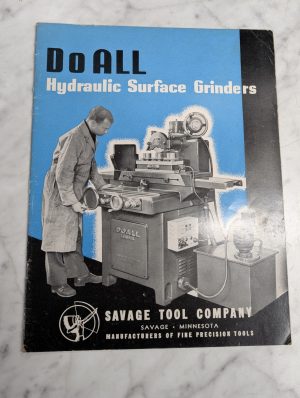 DoALL
Hydraulic Surface Grinders
DoALL
SAVAGE TOOL COMPANY
SAVAGE • MINNESOTA
MANUFACTURERS OF FINE PRECISION TOOLS